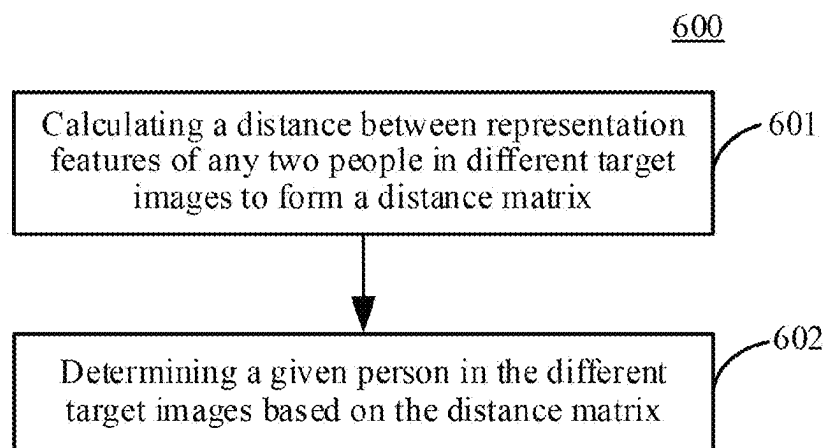 600
Calculating a distance between representation
features of any two people in different target
images to form a distance matrix
601
Determining a given person in the different
target images based on the distance matrix
602